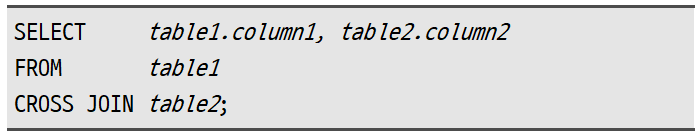 SELECT table1.column1, table2.column2
FROM table1
CROSS JOIN table2;